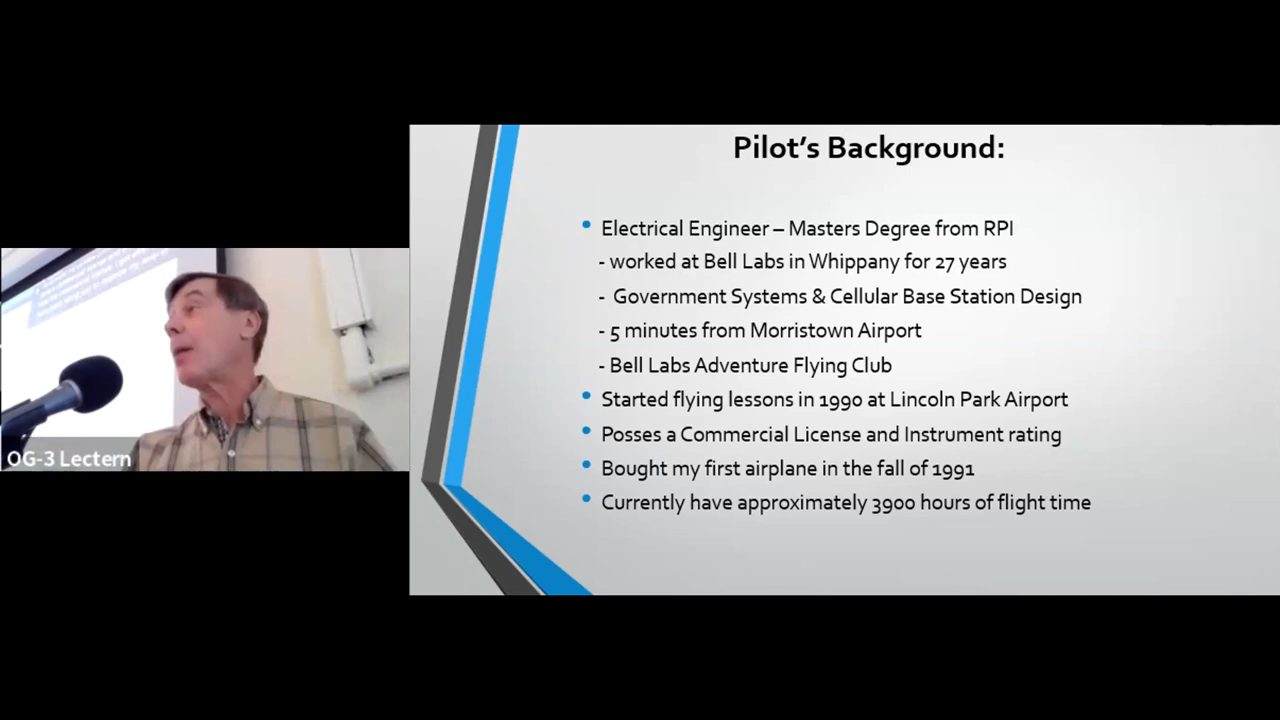 Pilot’s Background:
• Electrical Engineer – Masters Degree from RPI
- worked at Bell Labs in Whippany for 27 years
- Government Systems & Cellular Base Station Design
- 5 minutes from Morristown Airport
- Bell Labs Adventure Flying Club
• Started flying lessons in 1990 at Lincoln Park Airport
• Posses a Commercial License and Instrument rating
• Bought my first airplane in the fall of 1991
• Currently have approximately 3900 hours of flight time
OG-3 Lectern